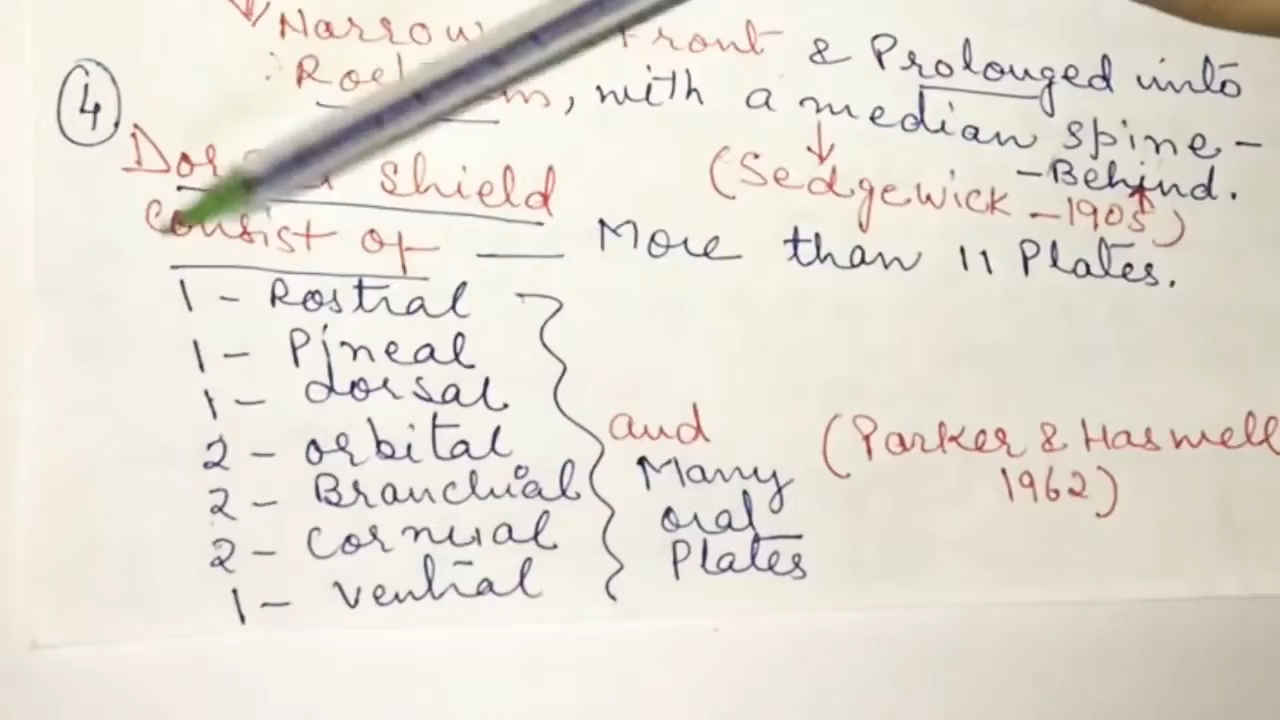 Narrow Front & Prolouged into
, with a median spine-
-Behind.
(Sedgewick -1905)
4
Shield
consist of — More than 11 Plates.
1 - Rostral
1 - Pineal
1 - dorsal
2 - orbital
2 - Branchial
2 - Cornual
1 - ventral
and
Many
oral
Plates
(Parker & Haswell
1962)